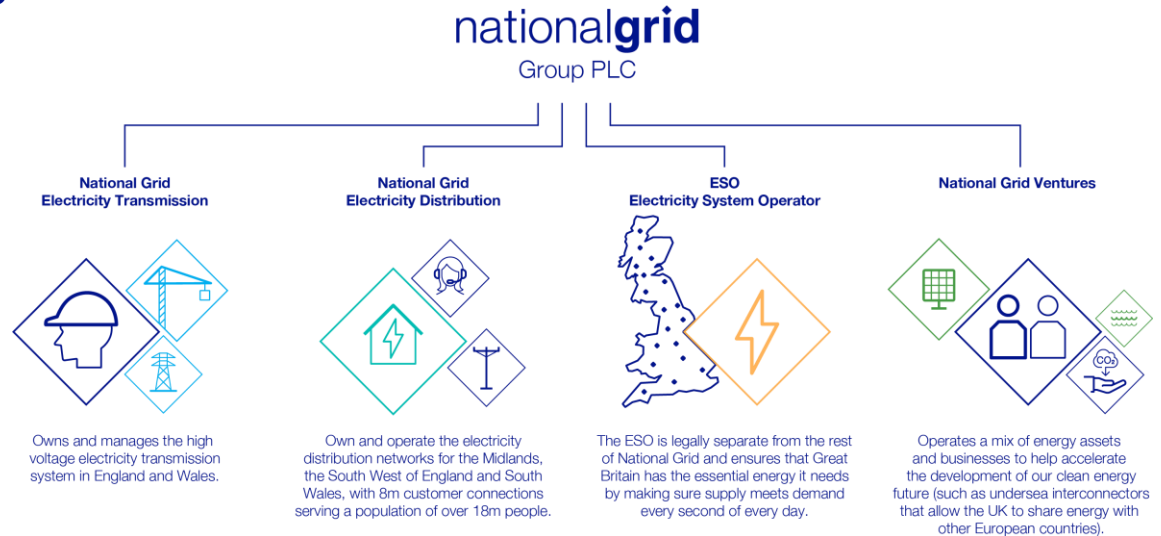 nationalgrid
Group PLC
National Grid
Electricity Transmission
Owns and manages the high
voltage electricity transmission
system in England and Wales.
National Grid
Electricity Distribution
Own and operate the electricity
distribution networks for the Midlands,
the South West of England and South
Wales, with 8m customer connections
serving a population of over 18m people.
ESO
Electricity System Operator
The ESO is legally separate from the rest
of National Grid and ensures that Great
Britain has the essential energy it needs
by making sure supply meets demand
every second of every day.
National Grid Ventures
CO₂
Operates a mix of energy assets
and businesses to help accelerate
the development of our clean energy
future (such as undersea interconnectors
that allow the UK to share energy with
other European countries).